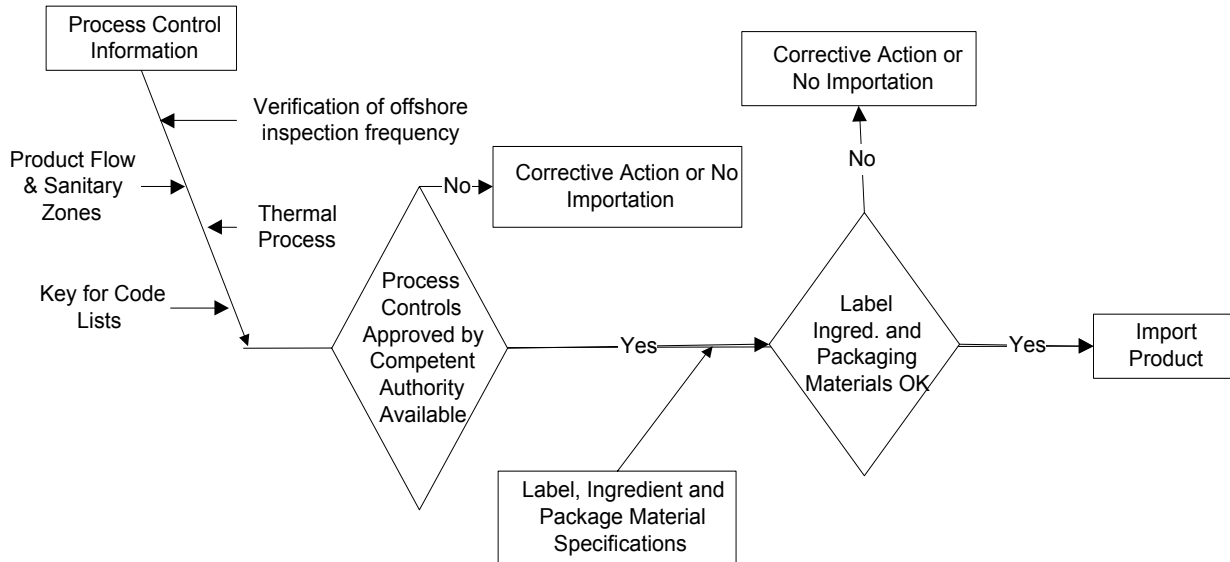 Process Control
Information
Verification of offshore
inspection frequency
Product Flow
& Sanitary
Zones
Thermal
Process
Key for Code
Lists
Process
Controls
Approved by
Competent
Authority
Available
No
Corrective Action or No
Importation
Yes
Label, Ingredient and
Package Material
Specifications
Label
Ingred. and
Packaging
Materials OK
No
Corrective Action or
No Importation
Yes
Import
Product